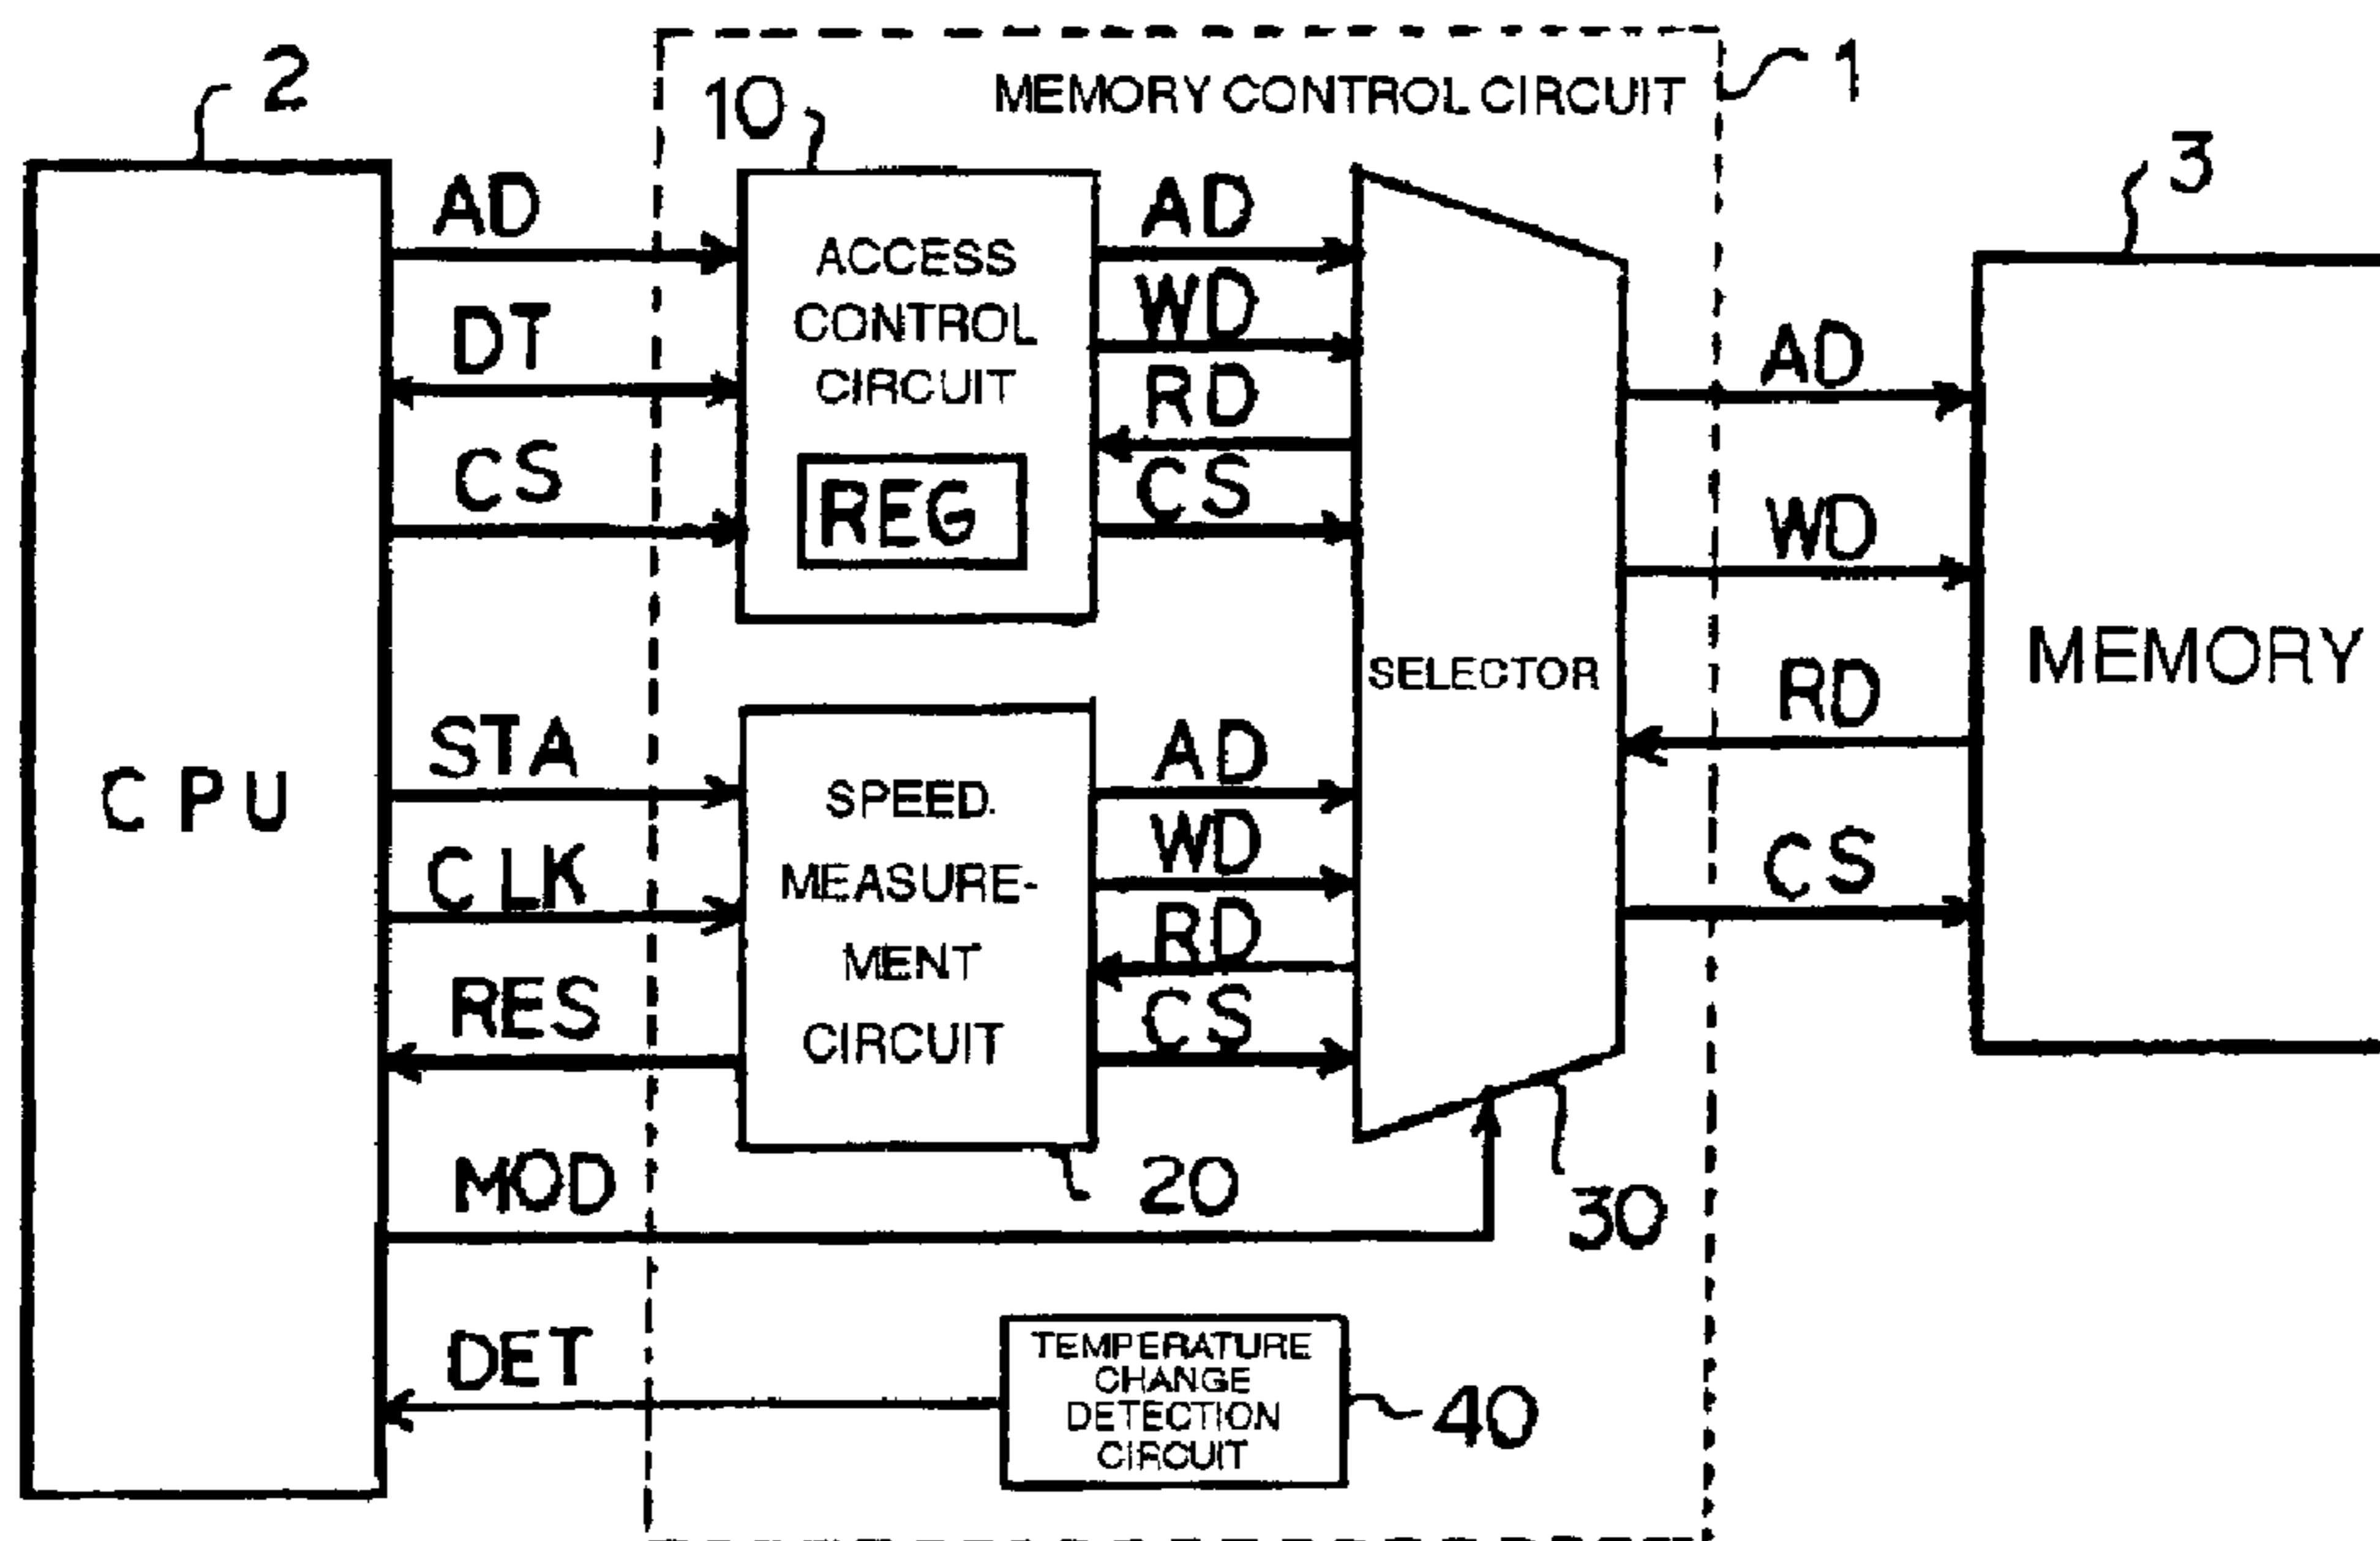 2
10
MEMORY CONTROL CIRCUIT
1
3
AD
DT
CS
ACCESS
CONTROL
CIRCUIT
REG
AD
WD
RD
CS
SELECTOR
AD
WD
RD
CS
MEMORY
CPU
STA
CLK
RES
MOD
DET
SPEED.
MEASURE-
MENT
CIRCUIT
AD
WD
RD
CS
20
30
TEMPERATURE
CHANGE
DETECTION
CIRCUIT
40